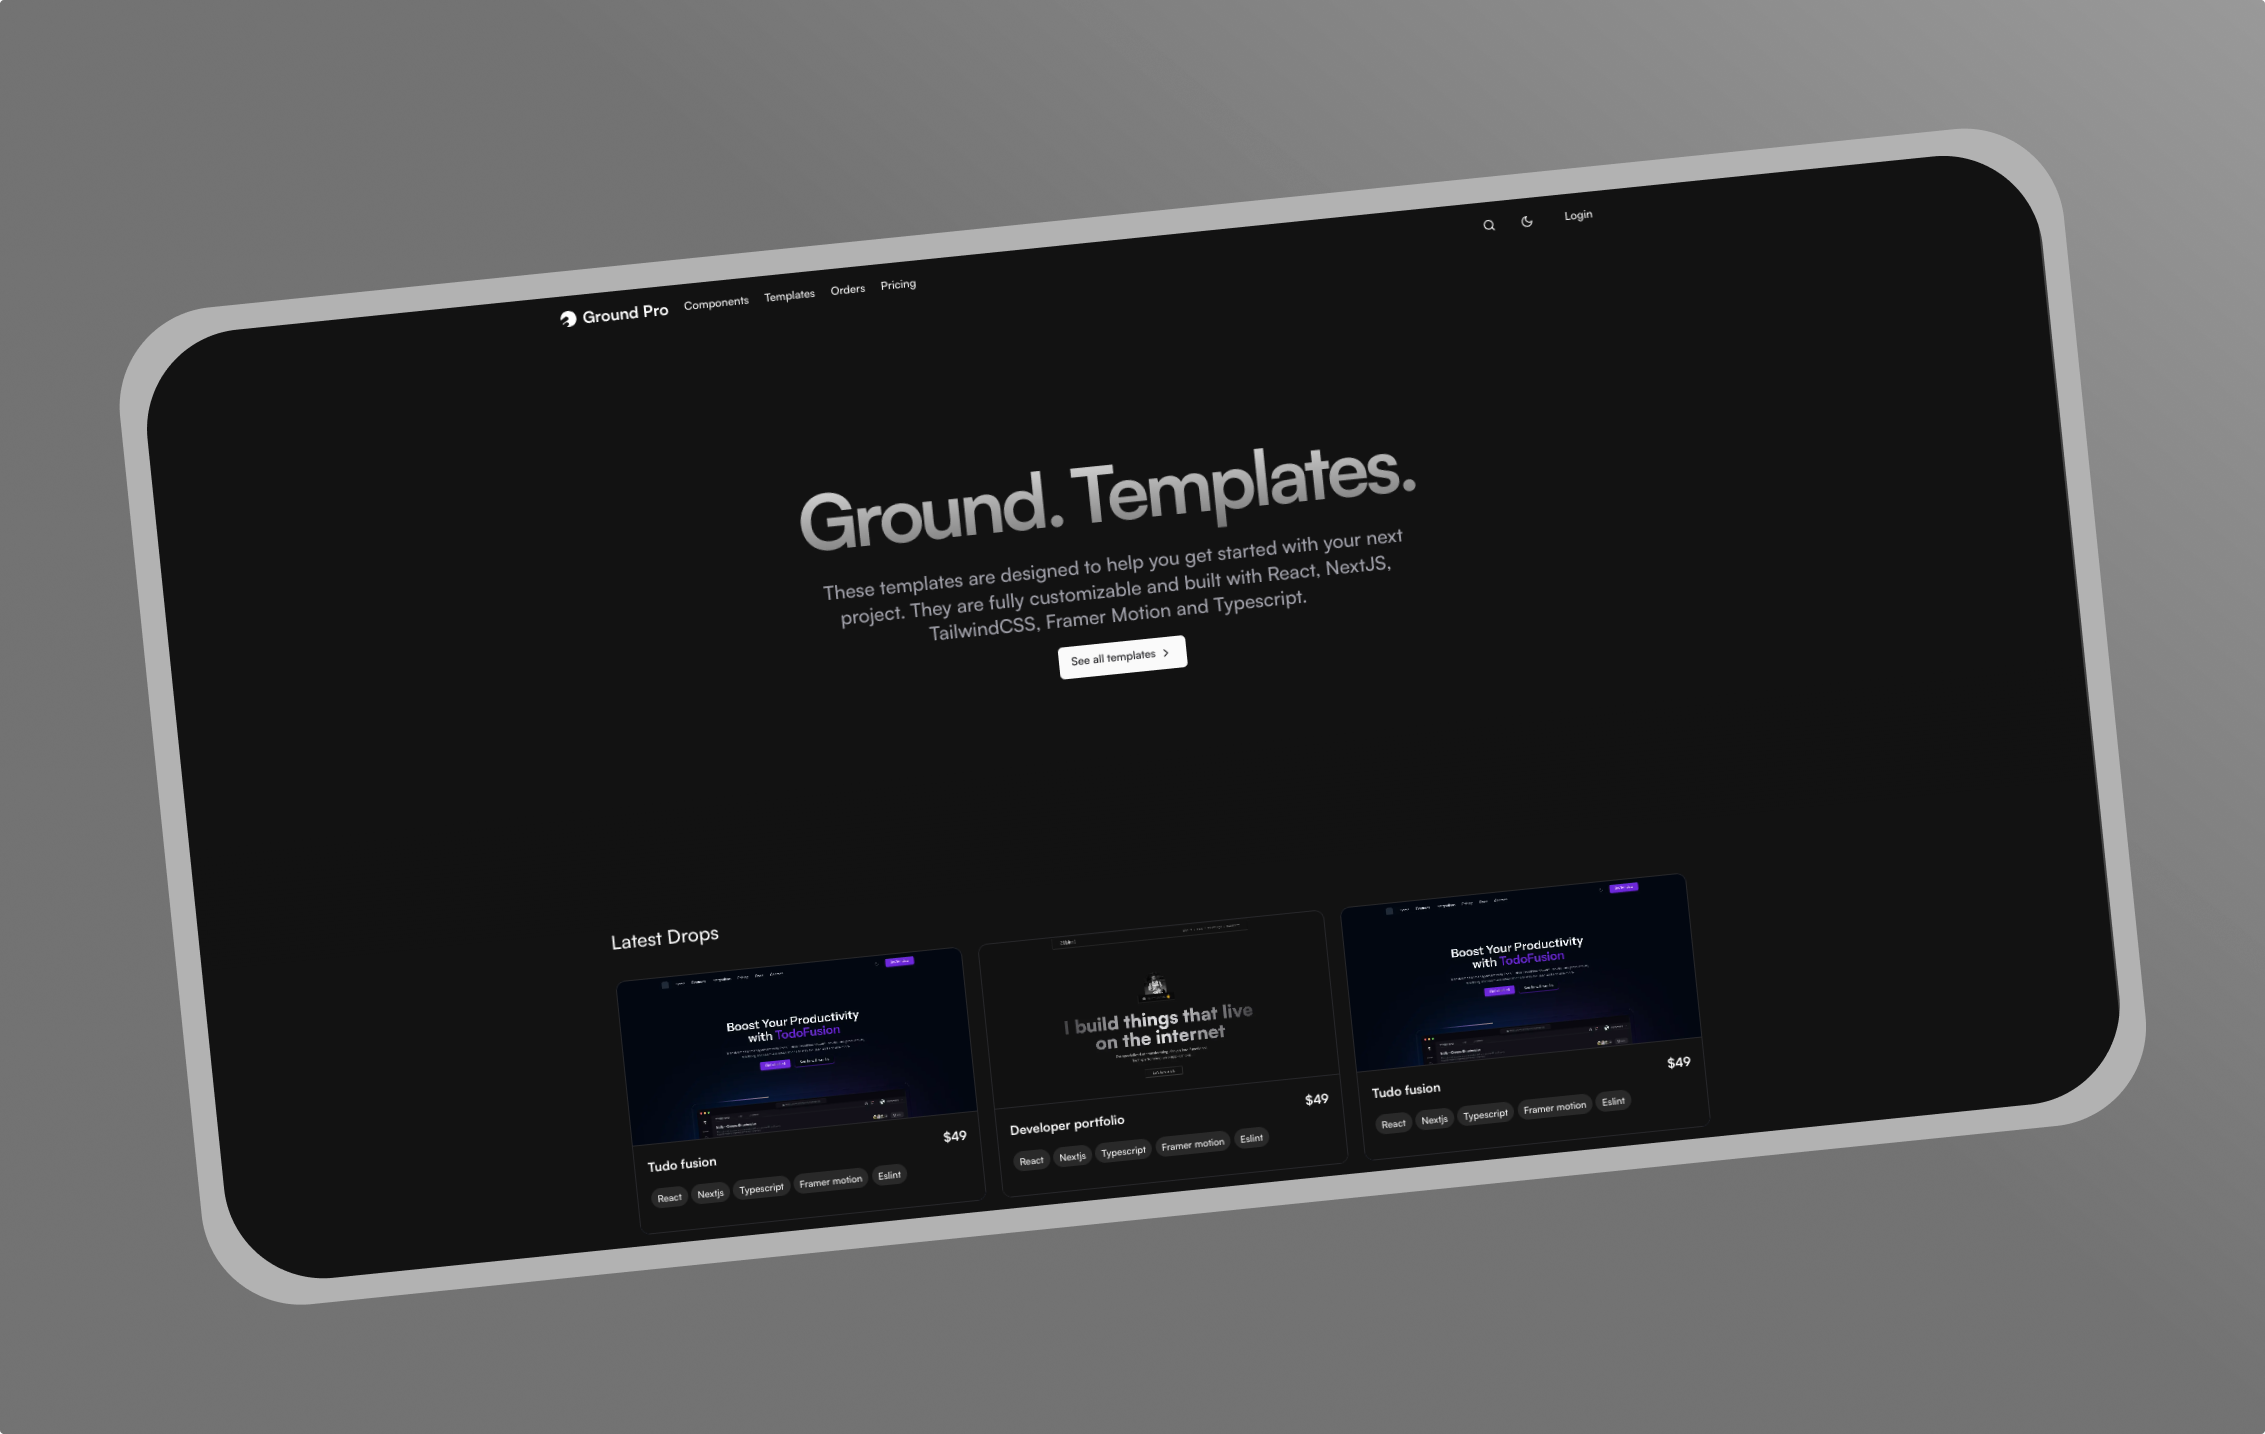 Ground Pro Components Templates Orders Pricing
Login
Ground. Templates.
These templates are designed to help you get started with your next
project. They are fully customizable and built with React, NextJS,
TailwindCSS, Framer Motion and Typescript.
See all templates
Latest Drops
Boost Your Productivity
with TodoFusion
Tudo fusion
$49
React Nextjs Typescript Framer motion Eslint
I build things that live
on the internet
Developer portfolio
$49
React Nextjs Typescript Framer motion Eslint
Boost Your Productivity
with TodoFusion
Tudo fusion
$49
React Nextjs Typescript Framer motion Eslint